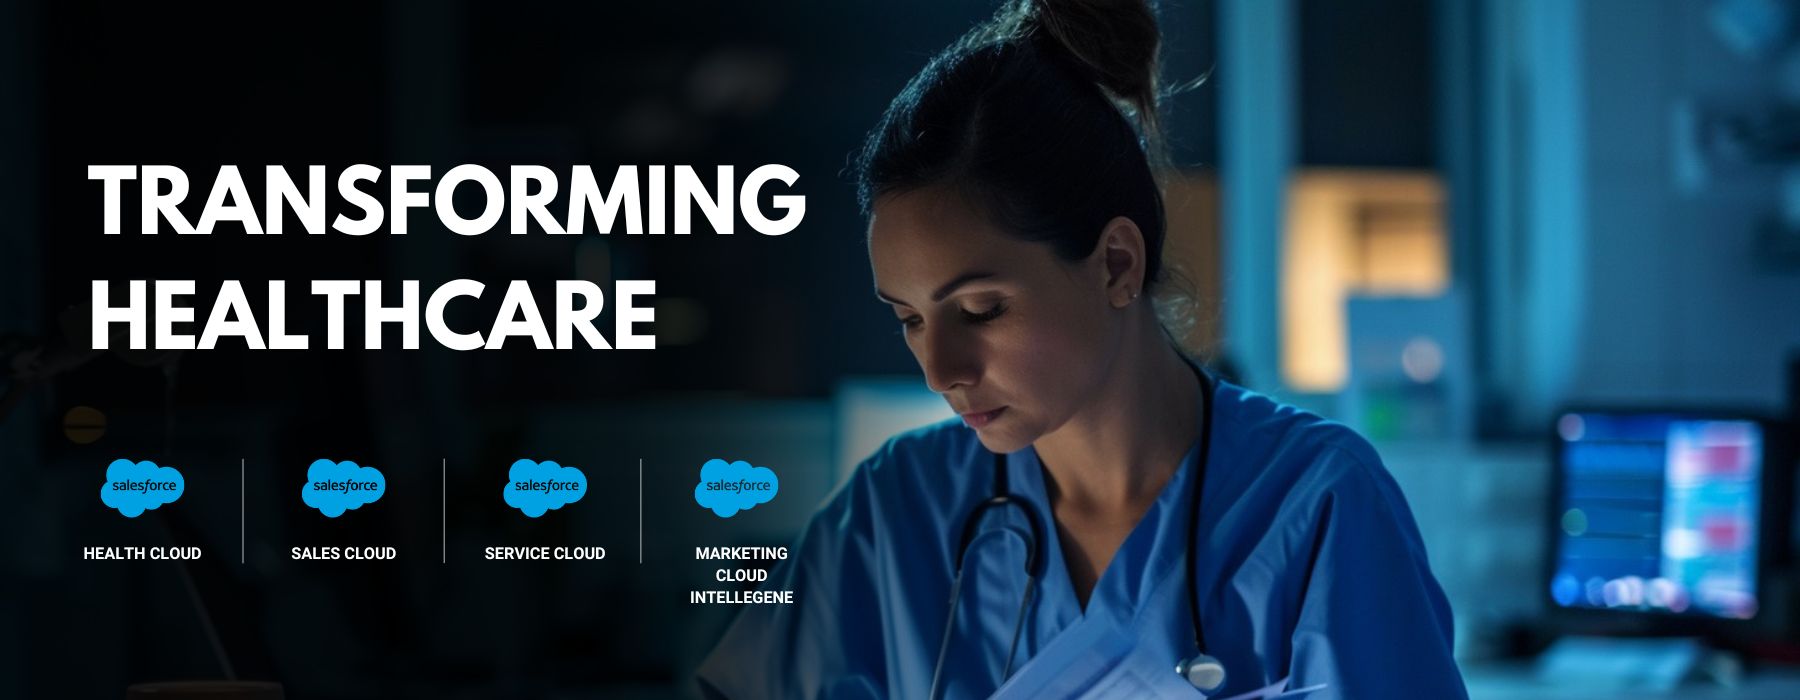 TRANSFORMING
HEALTHCARE
salesforce
HEALTH CLOUD
salesforce
SALES CLOUD
salesforce
SERVICE CLOUD
salesforce
MARKETING
CLOUD
INTELLEGENE